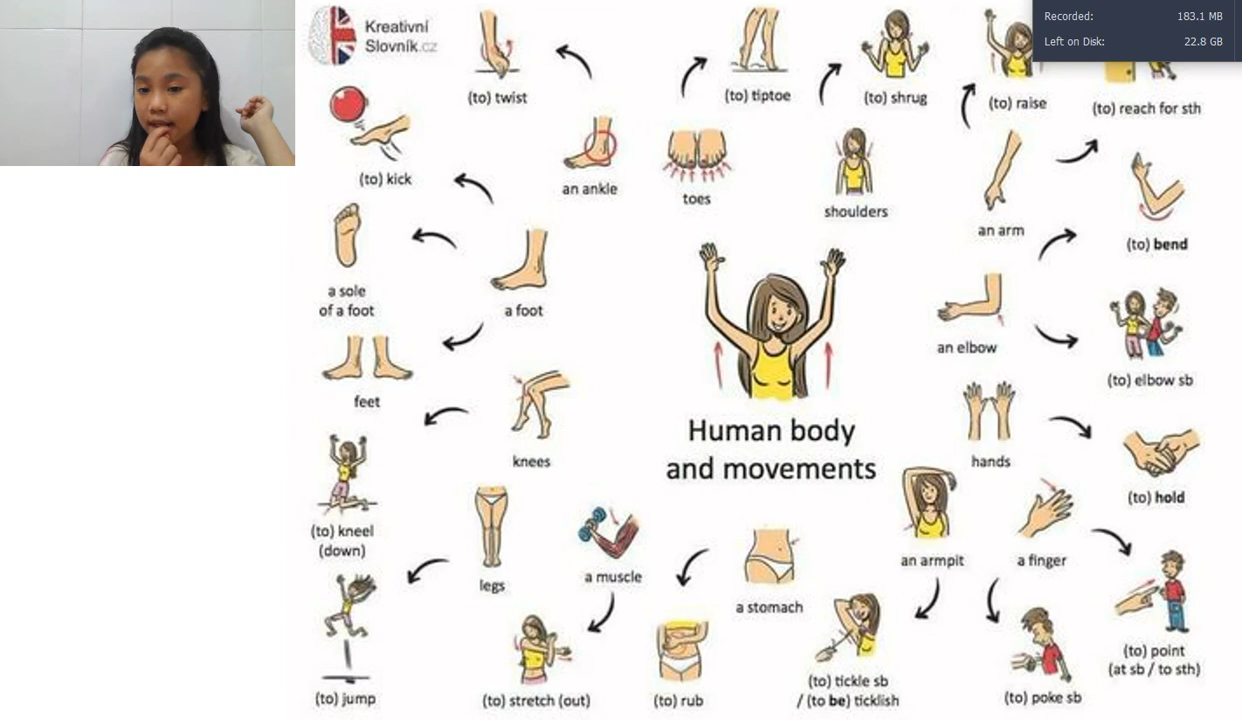 Kreativní
Slovník.cz
Recorded: 183.1 MB
Left on Disk: 22.8 GB
(to) twist
(to) tiptoe
(to) shrug
(to) raise
(to) reach for sth
(to) kick
an ankle
toes
shoulders
an arm
(to) bend
a sole
of a foot
a foot
an elbow
(to) elbow sb
feet
knees
Human body
and movements
hands
(to) hold
(to) kneel
(down)
legs
a muscle
a stomach
an armpit
a finger
(to) point
(at sb / to sth)
(to) jump
(to) stretch (out)
(to) rub
(to) tickle sb
/ (to be) ticklish
(to) poke sb